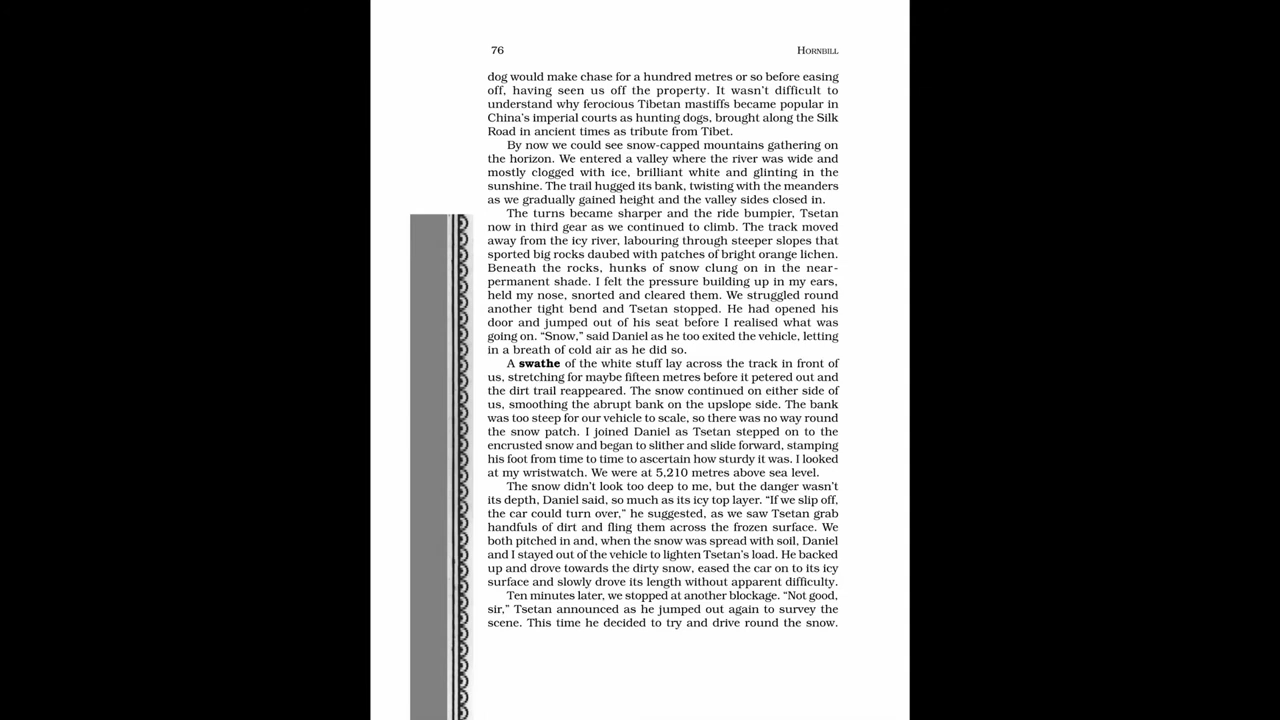 76
HORNBILL
dog would make chase for a hundred metres or so before easing
off, having seen us off the property. It wasn't difficult to
understand why ferocious Tibetan mastiffs became popular in
China's imperial courts as hunting dogs, brought along the Silk
Road in ancient times as tribute from Tibet.
By now we could see snow-capped mountains gathering on
the horizon. We entered a valley where the river was wide and
mostly clogged with ice, brilliant white and glinting in the
sunshine. The trail hugged its bank, twisting with the meanders
as we gradually gained height and the valley sides closed in.
The turns became sharper and the ride bumpier, Tsetan
now in third gear as we continued to climb. The track moved
away from the icy river, labouring through steeper slopes that
sported big rocks daubed with patches of bright orange lichen.
Beneath the rocks, hunks of snow clung on in the near-
permanent shade. I felt the pressure building up in my ears,
held my nose, snorted and cleared them. We struggled round
another tight bend and Tsetan stopped. He had opened his
door and jumped out of his seat before I realised what was
going on. “Snow,” said Daniel as he too exited the vehicle, letting
in a breath of cold air as he did so.
A swathe of the white stuff lay across the track in front of
us, stretching for maybe fifteen metres before it petered out and
the dirt trail reappeared. The snow continued on either side of
us, smoothing the abrupt bank on the upslope side. The bank
was too steep for our vehicle to scale, so there was no way round
the snow patch. I joined Daniel as Tsetan stepped on to the
encrusted snow and began to slither and slide forward, stamping
his foot from time to time to ascertain how sturdy it was. I looked
at my wristwatch. We were at 5,210 metres above sea level.
The snow didn't look too deep to me, but the danger wasn't
its depth, Daniel said, so much as its icy top layer. “If we slip off,
the car could turn over,” he suggested, as we saw Tsetan grab
handfuls of dirt and fling them across the frozen surface. We
both pitched in and, when the snow was spread with soil, Daniel
and I stayed out of the vehicle to lighten Tsetan's load. He backed
up and drove towards the dirty snow, eased the car on to its icy
surface and slowly drove its length without apparent difficulty.
Ten minutes later, we stopped at another blockage. “Not good,
sir,” Tsetan announced as he jumped out again to survey the
scene. This time he decided to try and drive round the snow.